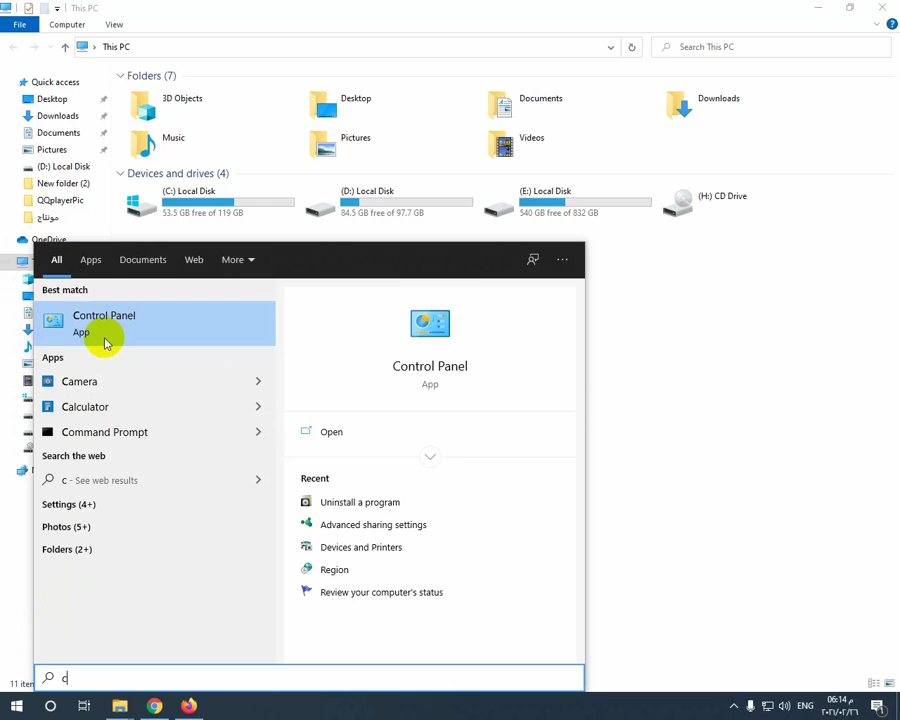 This PC
File
Computer
View
This PC
Search This PC
Quick access
Desktop
Downloads
Documents
Pictures
(D:) Local Disk
New folder (2)
QQplayerPic
مونتاج
OneDrive
Folders (7)
3D Objects
Desktop
Documents
Downloads
Music
Pictures
Videos
Devices and drives (4)
(C:) Local Disk
53.5 GB free of 119 GB
(D:) Local Disk
84.5 GB free of 97.7 GB
(E:) Local Disk
540 GB free of 832 GB
(H:) CD Drive
All
Apps
Documents
Web
More
Best match
Control Panel
App
Apps
Camera
Calculator
Command Prompt
Search the web
c - See web results
Settings (4+)
Photos (5+)
Folders (2+)
Control Panel
App
Open
Recent
Uninstall a program
Advanced sharing settings
Devices and Printers
Region
Review your computer's status
c
ENG
06:14 م
٢٠٢١/٠٢/٢٦